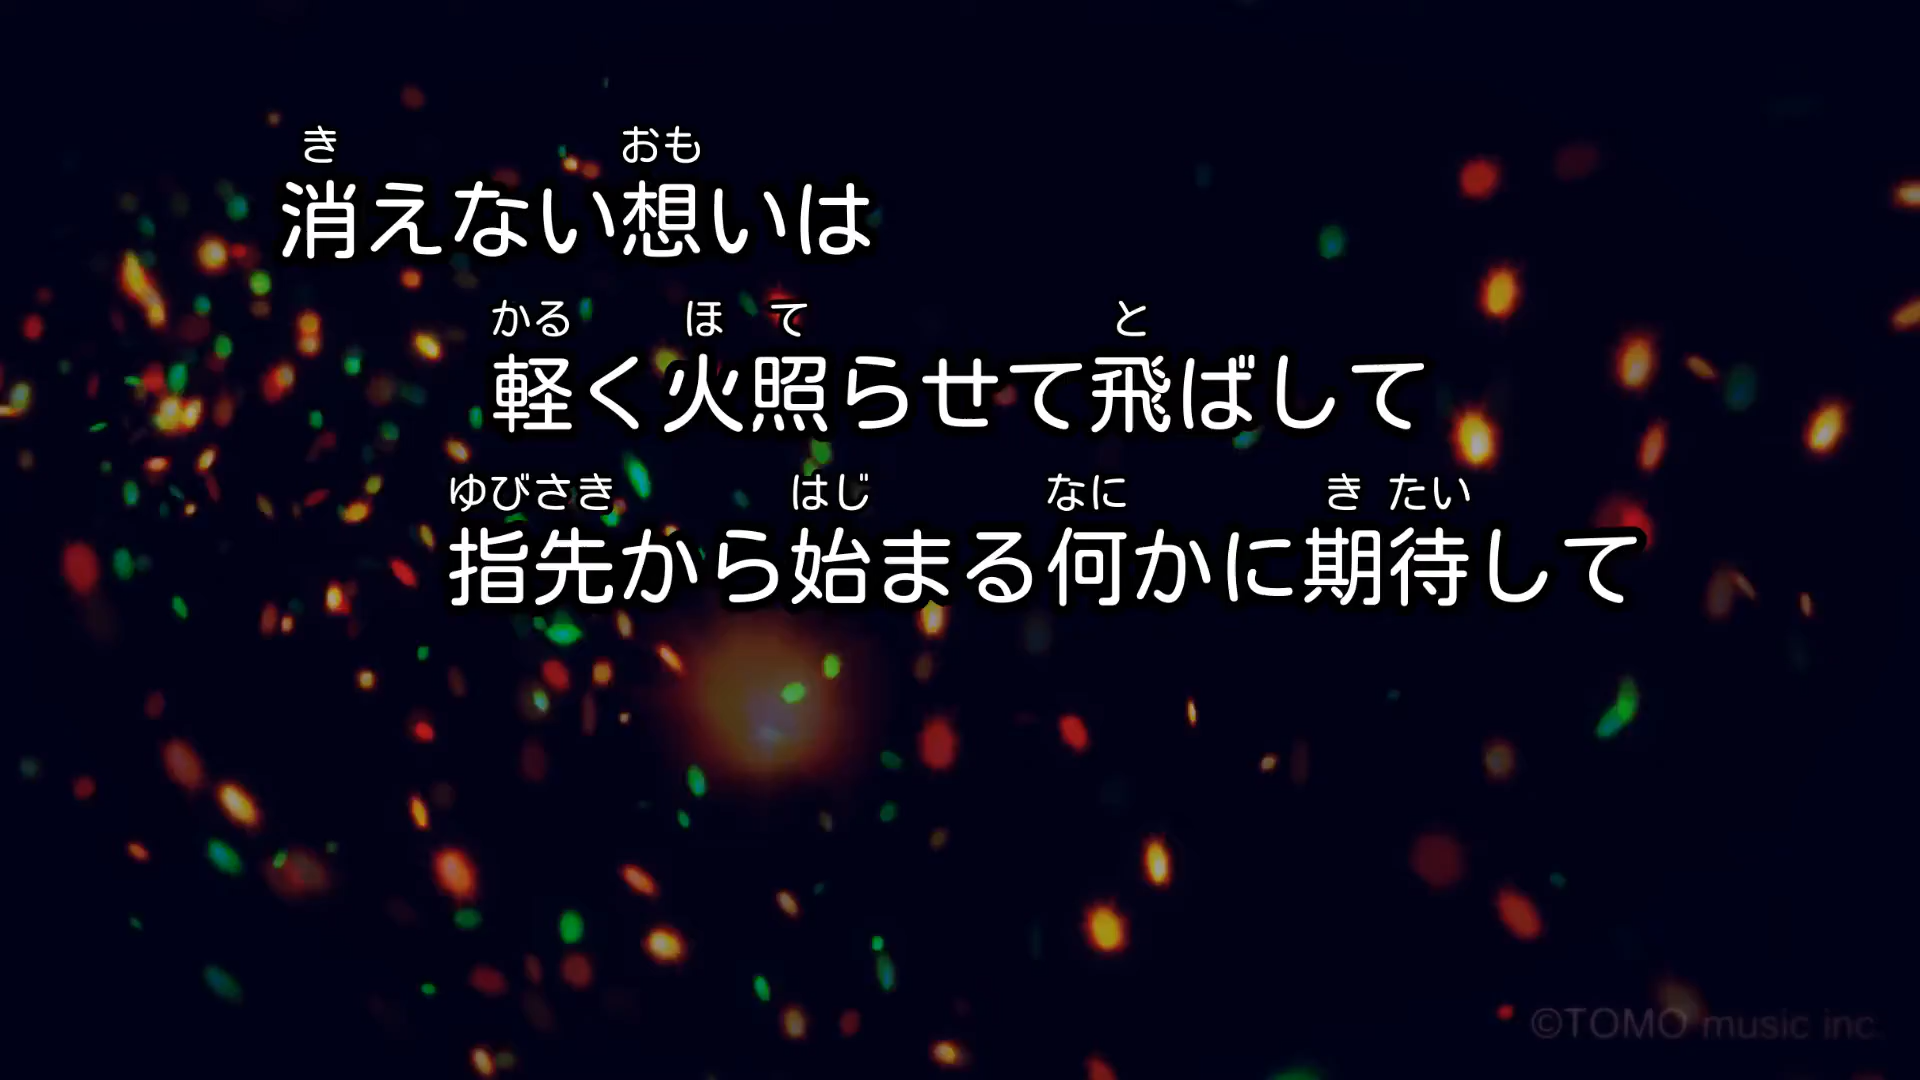 き おも
消えない想いは
かる ほ て と
軽く火照らせて飛ばして
ゆびさき はじ なに き たい
指先から始まる何かに期待して
©TOMO music inc.